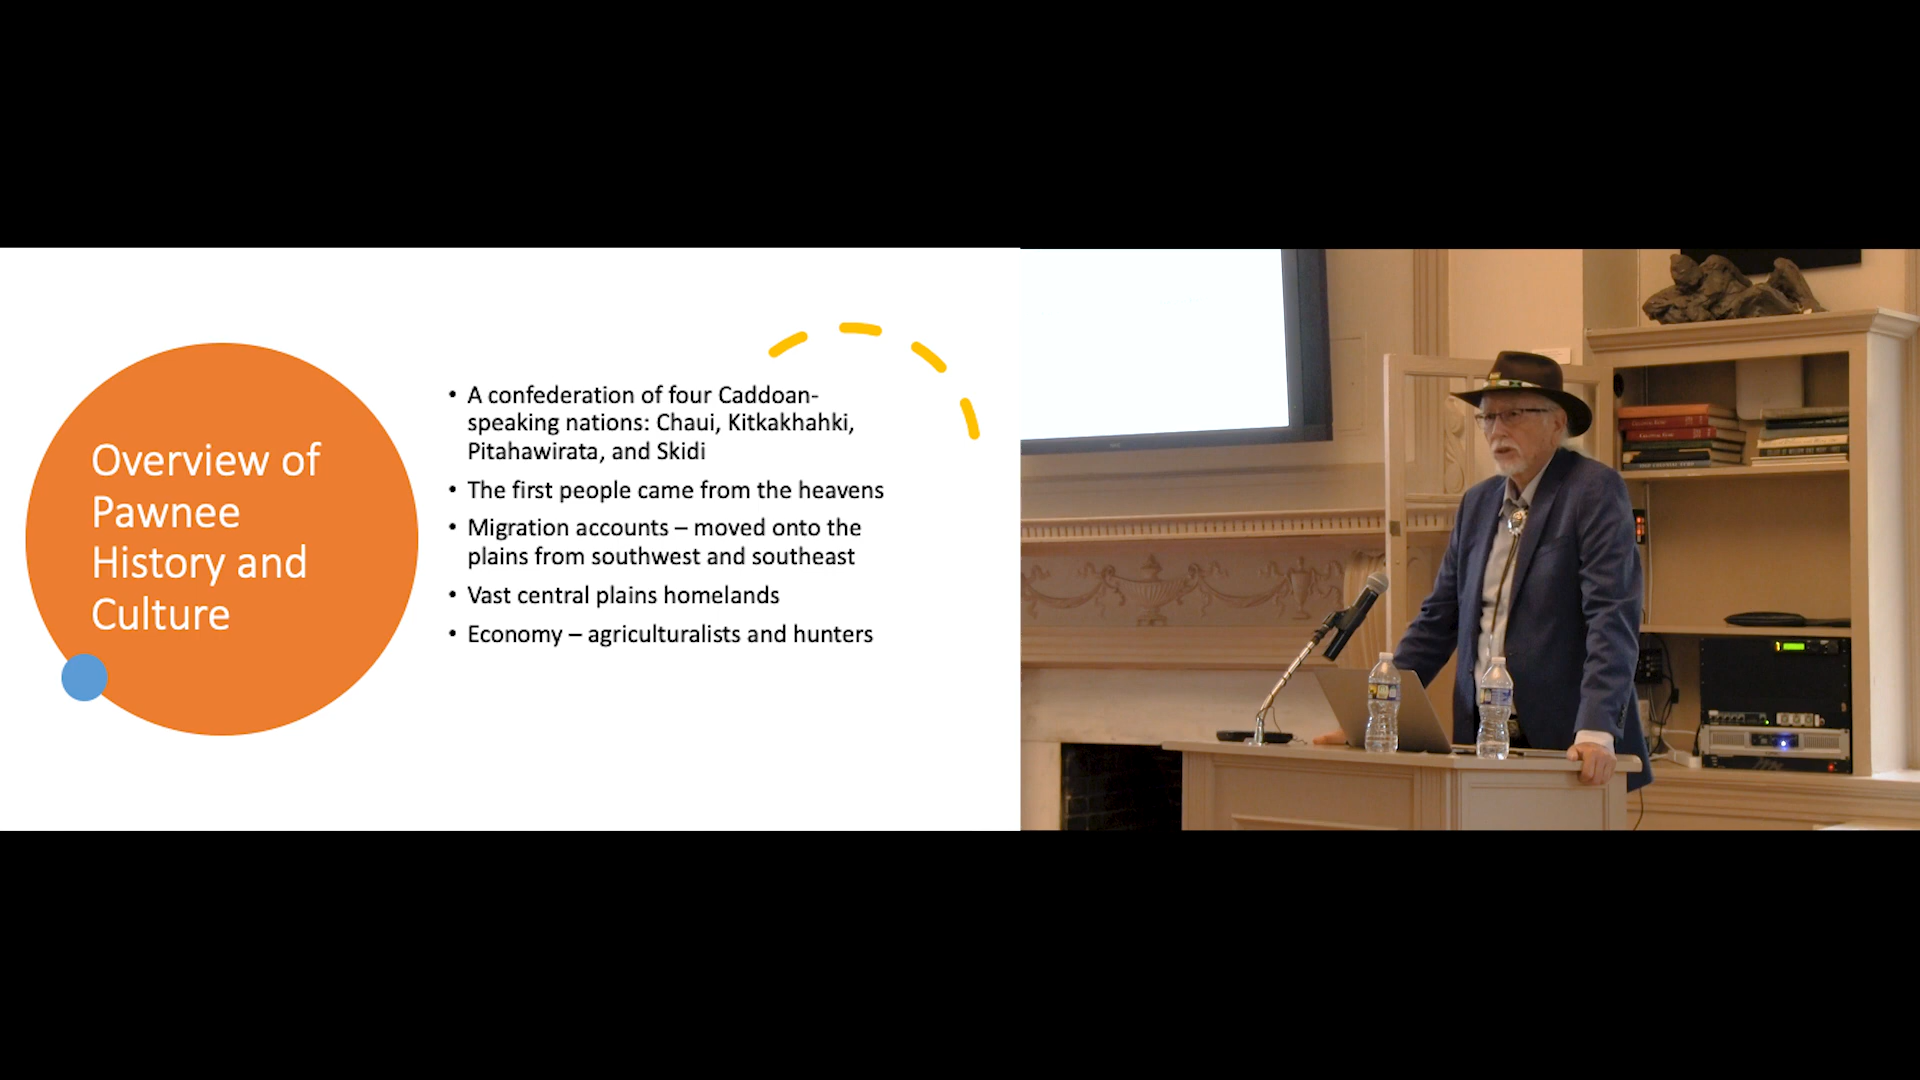 Overview of
Pawnee
History and
Culture
• A confederation of four Caddoan-
speaking nations: Chaui, Kitkakhahki,
Pitahawirata, and Skidi
• The first people came from the heavens
• Migration accounts – moved onto the
plains from southwest and southeast
• Vast central plains homelands
• Economy – agriculturalists and hunters